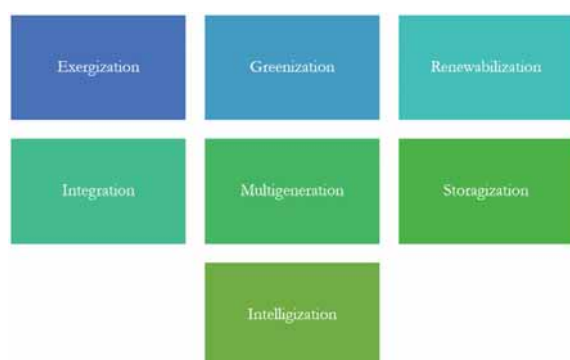 Exergization
Greenization
Renewabilization
Integration
Multigeneration
Storagization
Intelligization